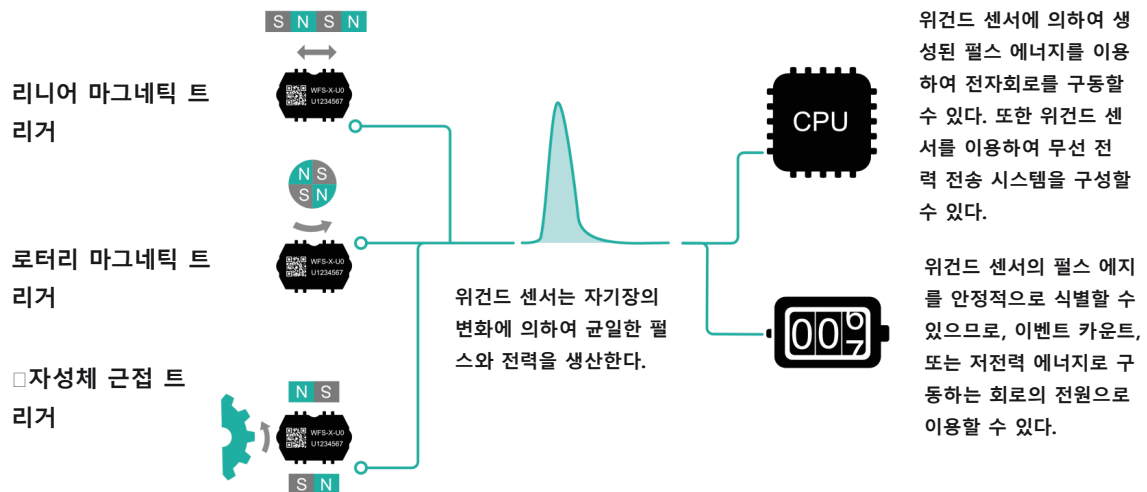 S N S N
WFS-X-U0
U1234567
리니어 마그네틱 트
리거
N S
S N
WFS-X-U0
U1234567
로터리 마그네틱 트
리거
□자성체 근접 트
리거
N S
WFS-X-U0
U1234567
S N
위건드 센서는 자기장의
변화에 의하여 균일한 펄
스와 전력을 생산한다.
CPU
위건드 센서에 의하여 생
성된 펄스 에너지를 이용
하여 전자회로를 구동할
수 있다. 또한 위건드 센
서를 이용하여 무선 전
력 전송 시스템을 구성할
수 있다.
00 6
7
위건드 센서의 펄스 에지
를 안정적으로 식별할 수
있으므로, 이벤트 카운트,
또는 저전력 에너지로 구
동하는 회로의 전원으로
이용할 수 있다.